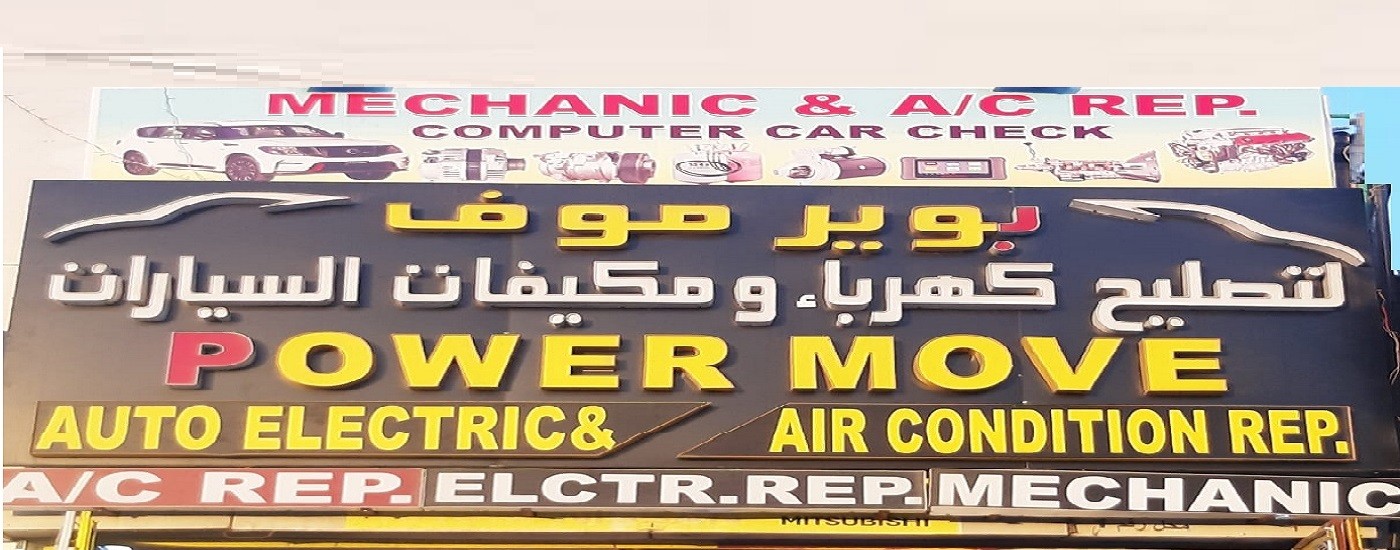 MECHANIC & A/C REP.
COMPUTER CAR CHECK
بوير موف
لتصليح كهرباء و مكيفات السيارات
POWER MOVE
AUTO ELECTRIC& AIR CONDITION REP.
A/C REP. ELCTR.REP. MECHANIC
MITSUBISHI